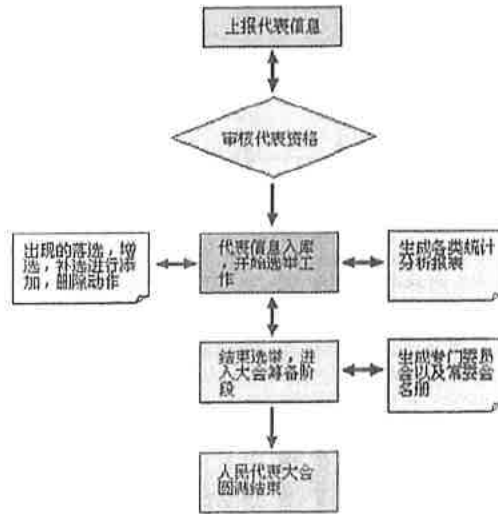 上报代表信息
审核代表资格
出现的落选，增
选，补选进行添
加，删除动作
代表信息入库
，开始选举工
作
生成各类统计
分析报表
结束选举，进
入大会筹备阶
段
生成专门委员
会以及常委会
名册
人民代表大会
圆满结束